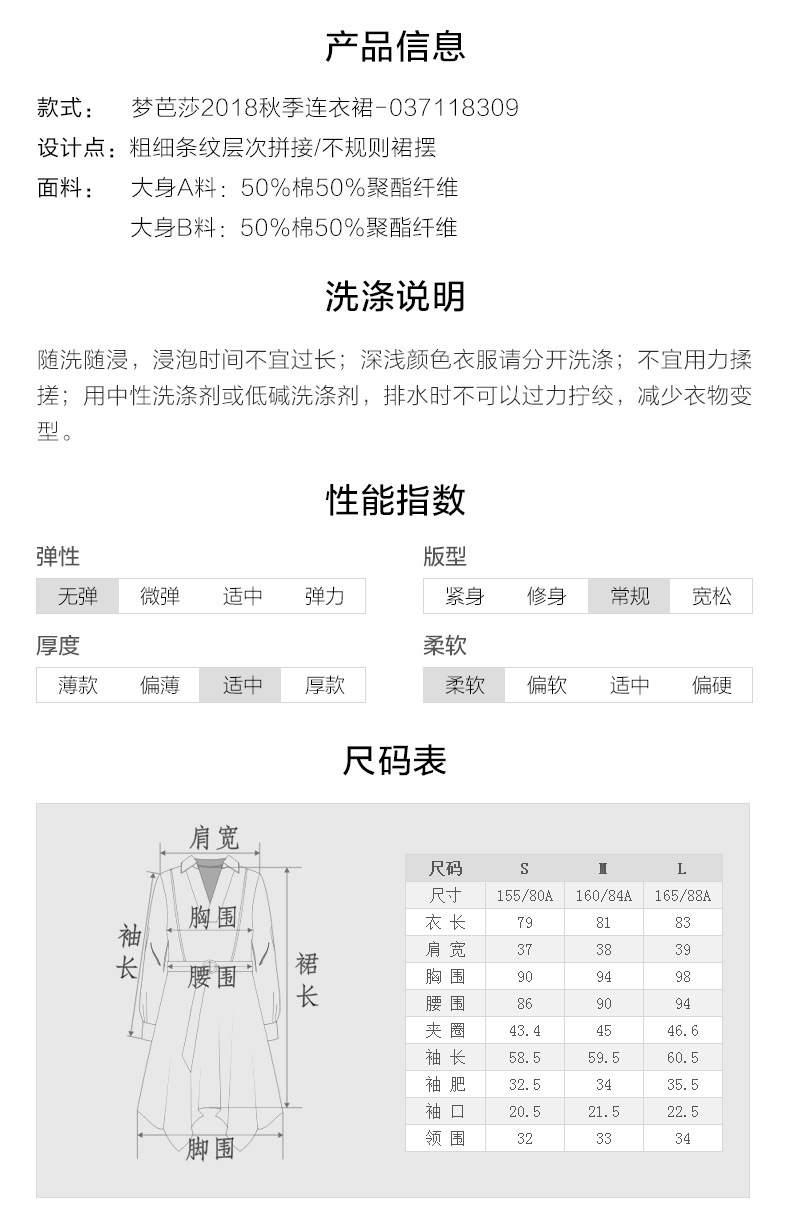 产品信息
款式： 梦芭莎2018秋季连衣裙-037118309
设计点：粗细条纹层次拼接/不规则裙摆
面料： 大身A料：50%棉50%聚酯纤维
大身B料：50%棉50%聚酯纤维
洗涤说明
随洗随浸，浸泡时间不宜过长；深浅颜色衣服请分开洗涤；不宜用力揉
搓；用中性洗涤剂或低碱洗涤剂，排水时不可以过力拧绞，减少衣物变
型。
性能指数
弹性 版型
无弹 微弹 适中 弹力 紧身 修身 常规 宽松
厚度 柔软
薄款 偏薄 适中 厚款 柔软 偏软 适中 偏硬
尺码表
肩宽
胸围
袖长
腰围
裙长
脚围
尺码 S M L
尺寸 155/80A 160/84A 165/88A
衣长 79 81 83
肩宽 37 38 39
胸围 90 94 98
腰围 86 90 94
夹圈 43.4 45 46.6
袖长 58.5 59.5 60.5
袖肥 32.5 34 35.5
袖口 20.5 21.5 22.5
领围 32 33 34